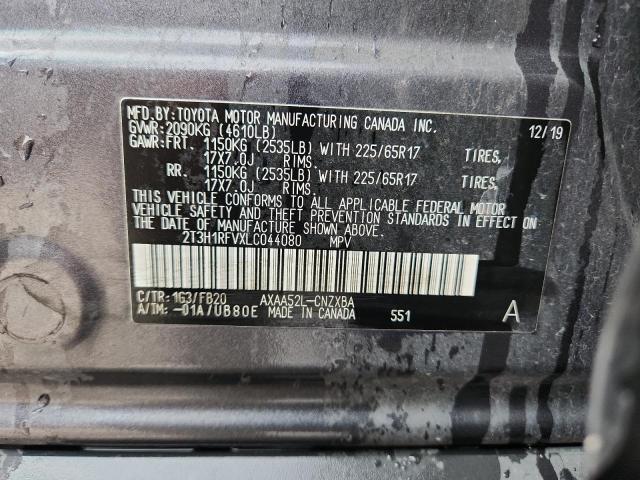 MFD.BY:TOYOTA MOTOR MANUFACTURING CANADA INC.
GVWR:2090KG (4610LB) 12/19
GAWR:FRT. 1150KG (2535LB) WITH 225/65R17 TIRES,
17X7.0J RIMS.
RR. 1150KG (2535LB) WITH 225/65R17 TIRES,
17X7.0J RIMS.
THIS VEHICLE CONFORMS TO ALL APPLICABLE FEDERAL MOTOR
VEHICLE SAFETY AND THEFT PREVENTION STANDARDS IN EFFECT ON
THE DATE OF MANUFACTURE SHOWN ABOVE.
2T3H1RFVXLC044080 MPV
C/TR:1G3/FB20 AXAA52L-CNZXBA
A/TM:-01A/UB80E MADE IN CANADA 551 A